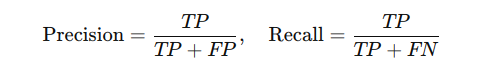 Precision = TP / (TP + FP), Recall = TP / (TP + FN)